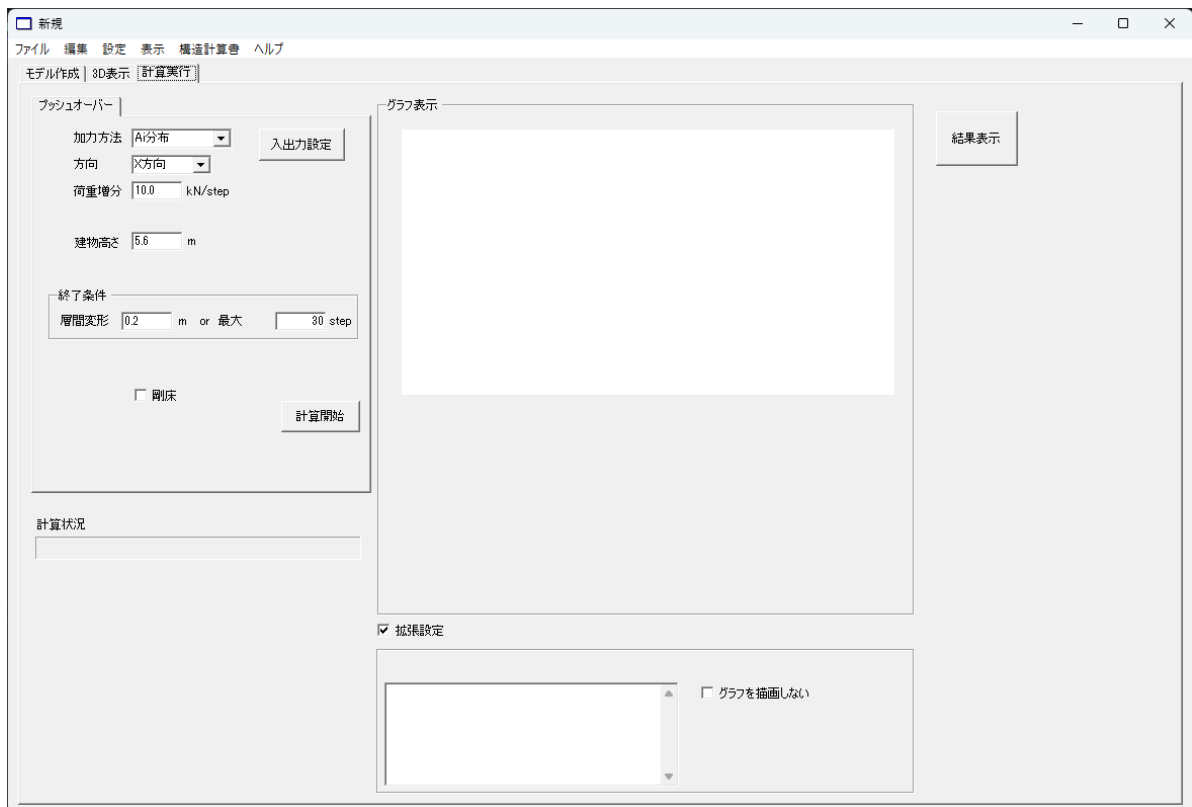 新規
ファイル 編集 設定 表示 構造計算書 ヘルプ
モデル作成 3D表示 計算実行
プッシュオーバー
加力方法 Ai分布
入出力設定
方向 X方向
荷重増分 10.0 kN/step
建物高さ 5.6 m
終了条件
層間変形 0.2 m or 最大 30 step
剛床
計算開始
計算状況
グラフ表示
結果表示
拡張設定
グラフを描画しない